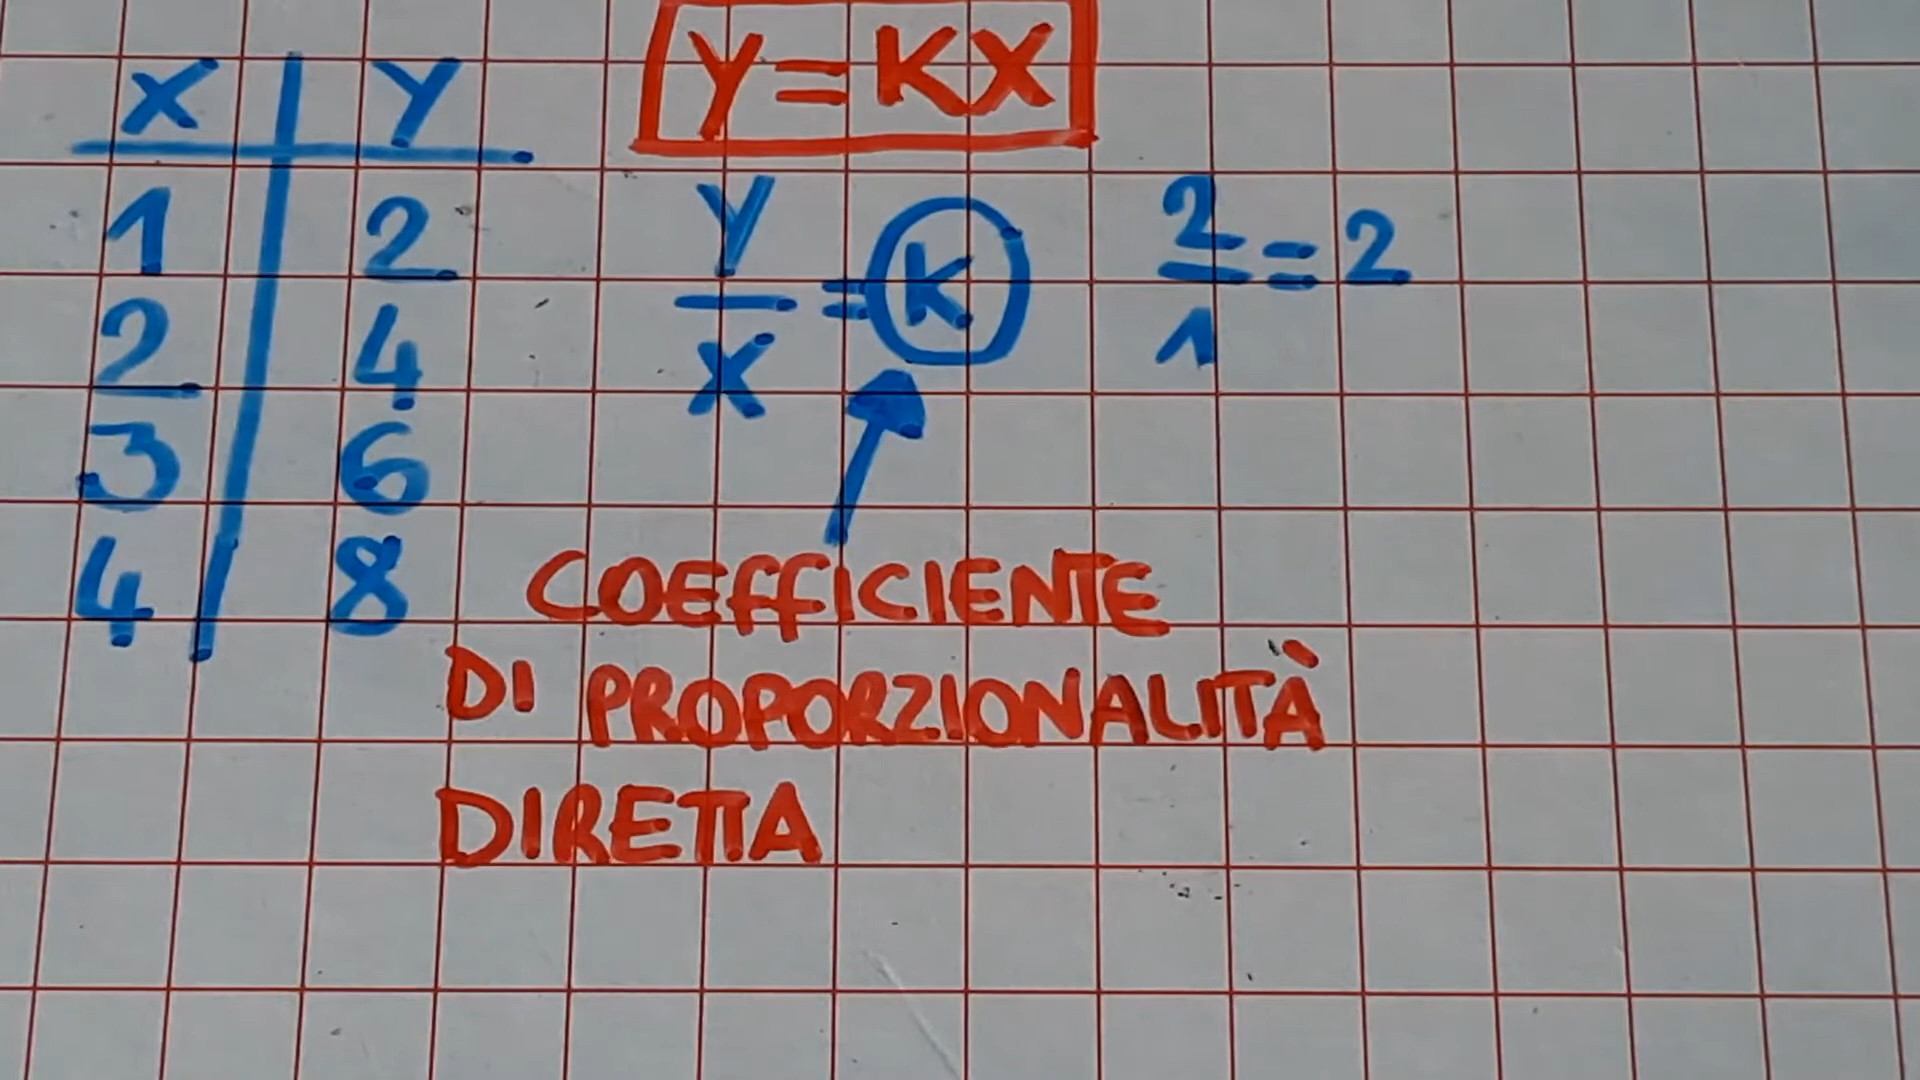 y=KX
X Y
1 2
2 4
3 6
4 8
y/x = K
2/1 = 2
COEFFICIENTE
DI PROPORZIONALITÀ
DIRETTA